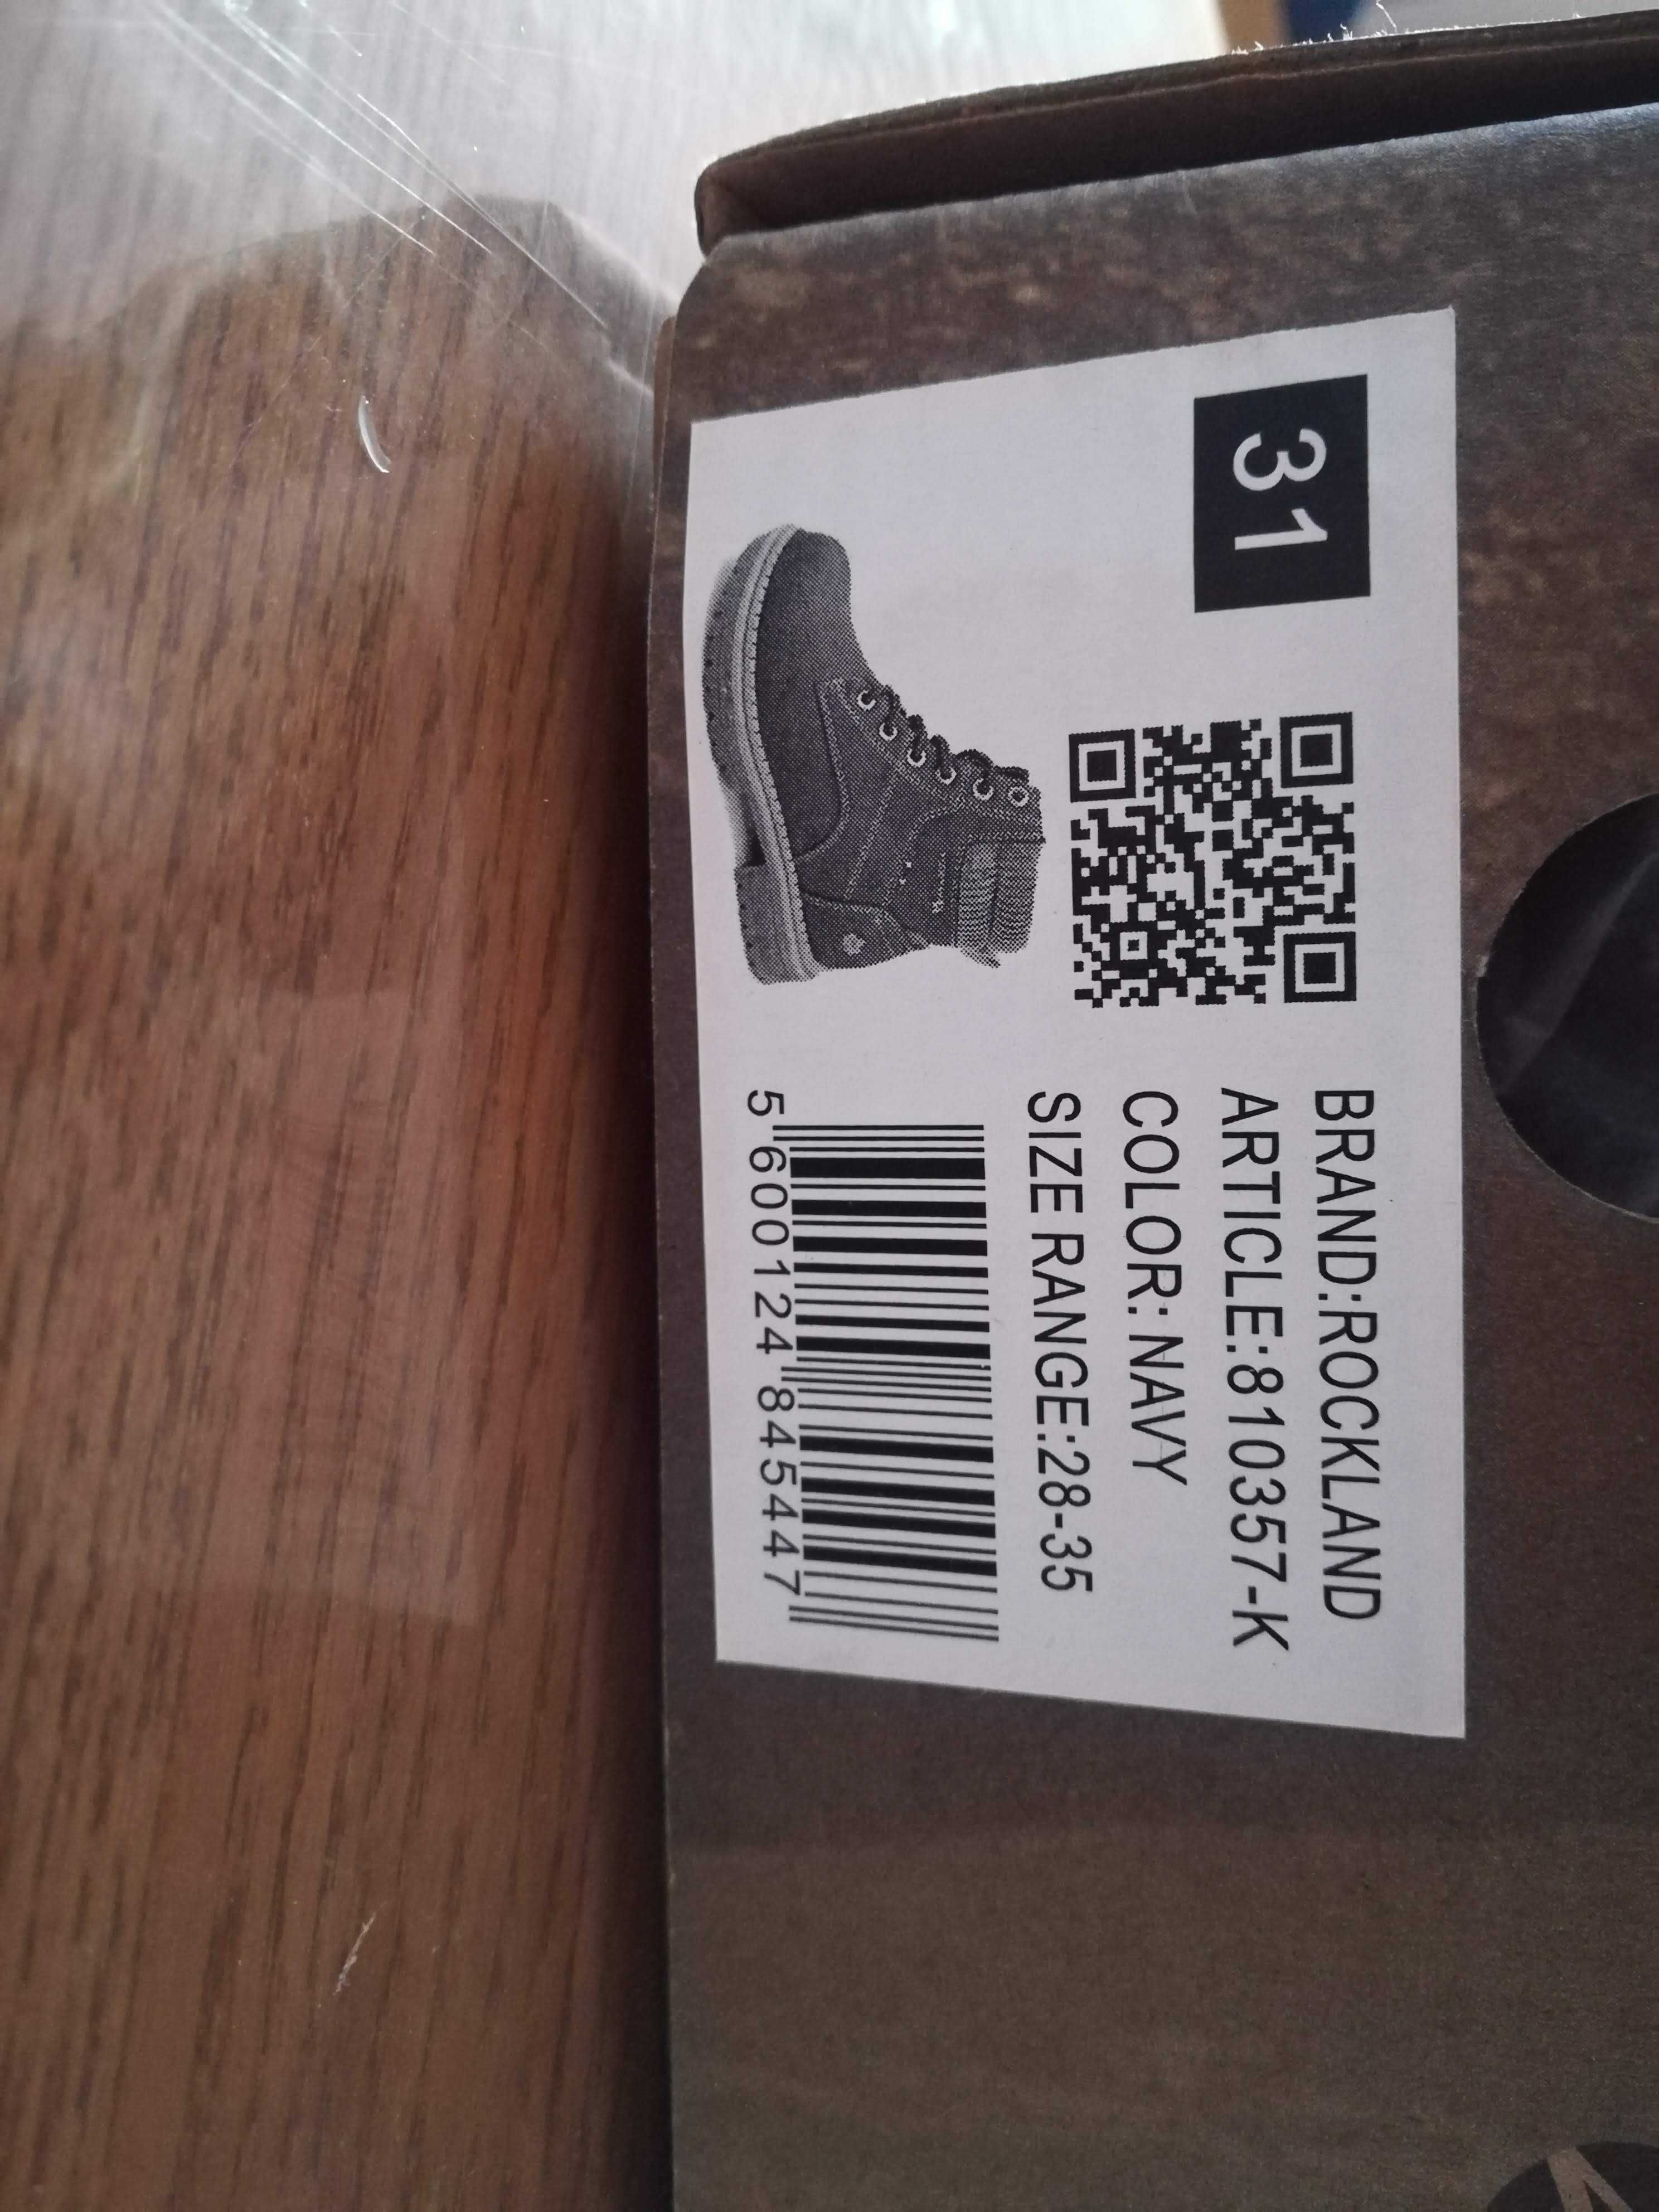 31
BRAND:ROCKLAND
ARTICLE:810357-K
COLOR: NAVY
SIZE RANGE:28-35
5 600124 845447